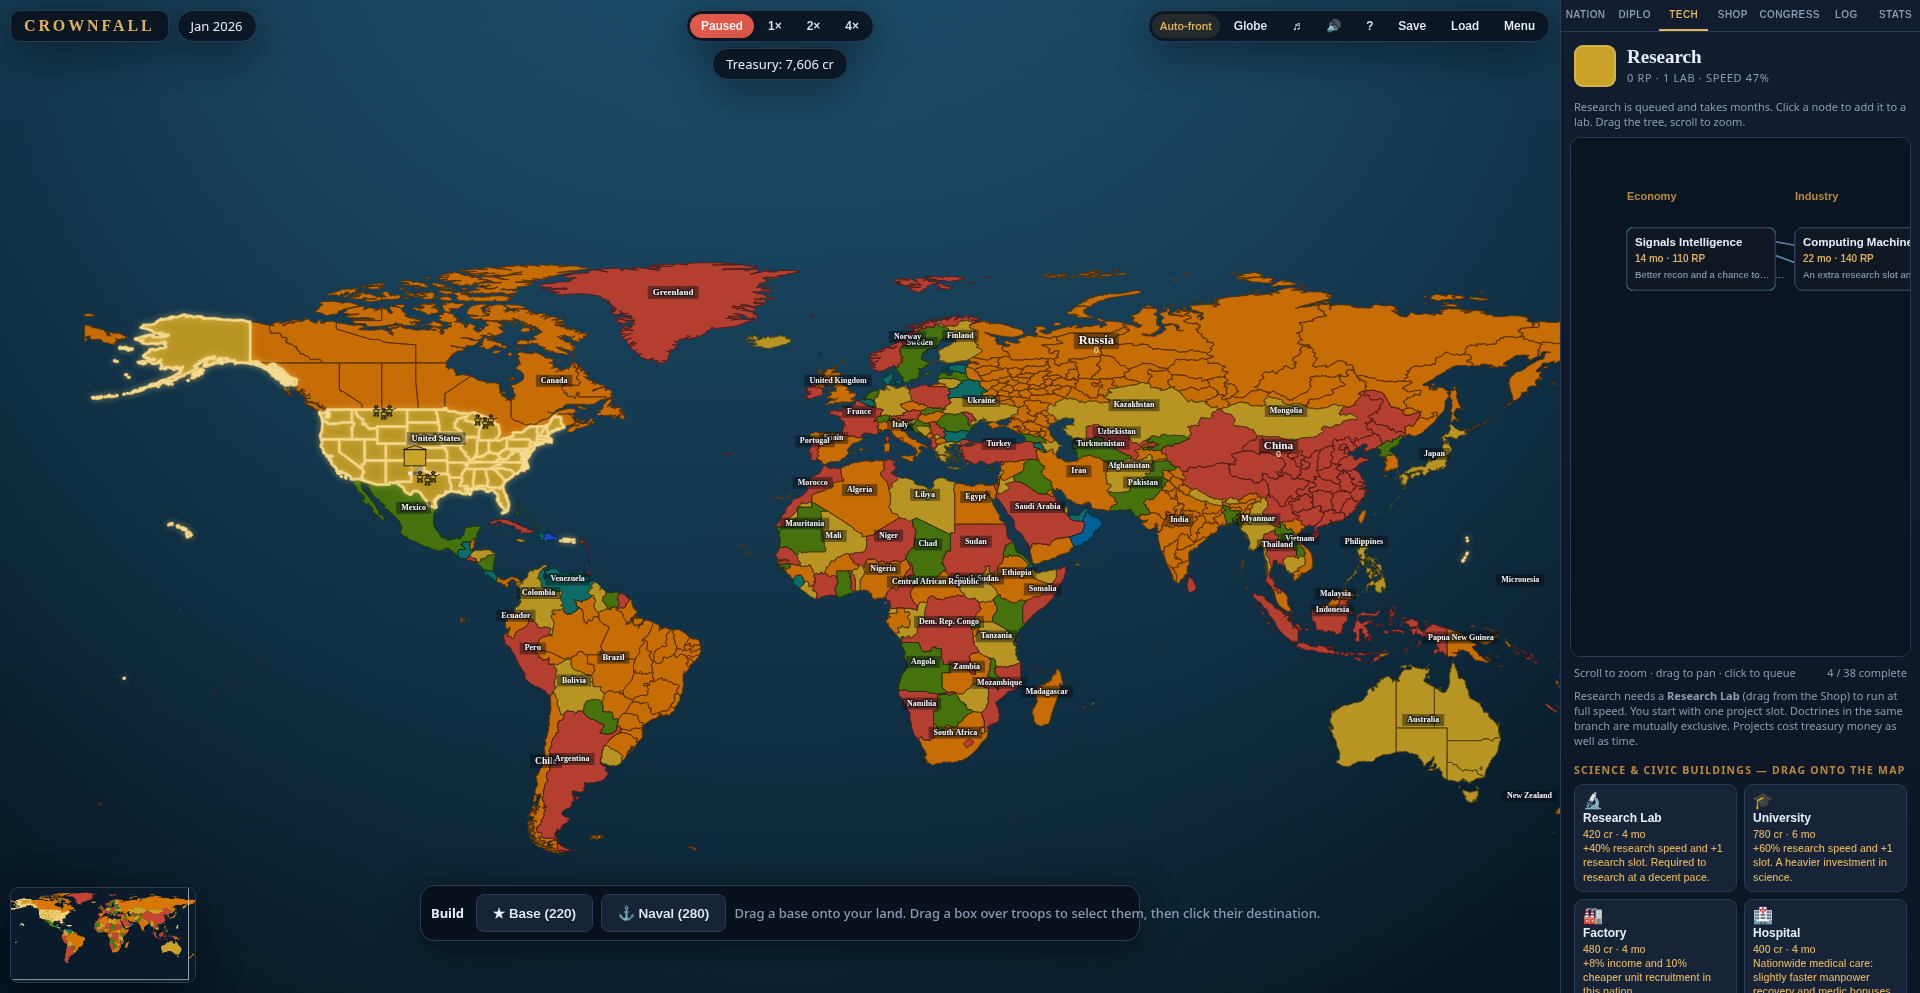 CROWNFALL
Jan 2026
Paused 1× 2× 4×
Treasury: 7,606 cr
Auto-front Globe ? Save Load Menu
NATION DIPLO TECH SHOP CONGRESS LOG STATS
Research
0 RP · 1 LAB · SPEED 47%
Research is queued and takes months. Click a node to add it to a
lab. Drag the tree, scroll to zoom.
Economy
Industry
Signals Intelligence
14 mo · 110 RP
Better recon and a chance to…
Computing Machine
22 mo · 140 RP
An extra research slot an
Scroll to zoom · drag to pan · click to queue
4 / 38 complete
Research needs a Research Lab (drag from the Shop) to run at
full speed. You start with one project slot. Doctrines in the same
branch are mutually exclusive. Projects cost treasury money as
well as time.
SCIENCE & CIVIC BUILDINGS — DRAG ONTO THE MAP
Research Lab
420 cr · 4 mo
+40% research speed and +1
research slot. Required to
research at a decent pace.
University
780 cr · 6 mo
+60% research speed and +1
slot. A heavier investment in
science.
Factory
480 cr · 4 mo
+8% income and 10%
cheaper unit recruitment in
this nation.
Hospital
400 cr · 4 mo
Nationwide medical care:
slightly faster manpower
recovery and medic bonuses
Greenland
Norway
Sweden
Finland
Russia
0
Canada
United Kingdom
Ukraine
Kazakhstan
Mongolia
France
Italy
Portugal
United States
Turkey
Uzbekistan
Turkmenistan
China
0
Japan
Iran
Afghanistan
Pakistan
Morocco
Algeria
Libya
Egypt
Saudi Arabia
Mexico
Mauritania
Mali
Niger
Chad
Sudan
India
Myanmar
Vietnam
Thailand
Philippines
Nigeria
Central African Republic
South Sudan
Ethiopia
Somalia
Venezuela
Colombia
Micronesia
Malaysia
Indonesia
Ecuador
Dem. Rep. Congo
Tanzania
Papua New Guinea
Peru
Brazil
Angola
Zambia
Bolivia
Mozambique
Madagascar
Namibia
South Africa
Australia
Chile
Argentina
New Zealand
Build ★ Base (220) ⚓ Naval (280) Drag a base onto your land. Drag a box over troops to select them, then click their destination.